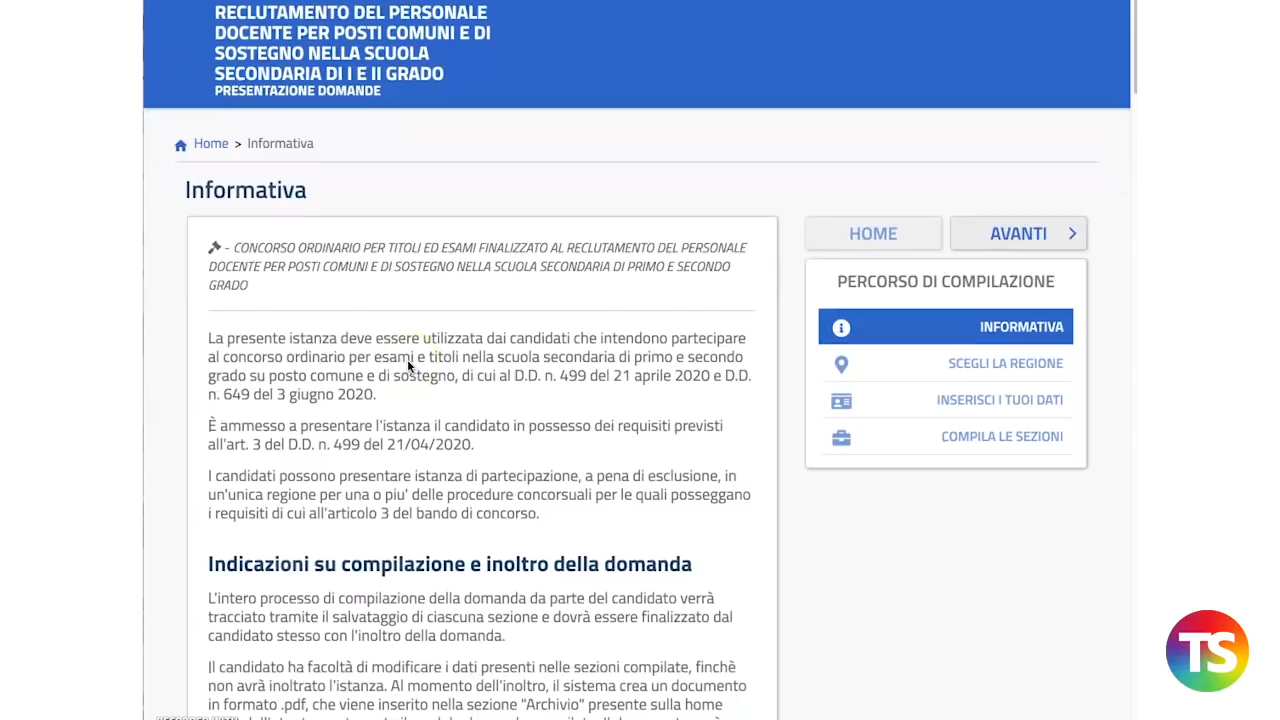 RECLUTAMENTO DEL PERSONALE
DOCENTE PER POSTI COMUNI E DI
SOSTEGNO NELLA SCUOLA
SECONDARIA DI I E II GRADO
PRESENTAZIONE DOMANDE
Home > Informativa
Informativa
- CONCORSO ORDINARIO PER TITOLI ED ESAMI FINALIZZATO AL RECLUTAMENTO DEL PERSONALE
DOCENTE PER POSTI COMUNI E DI SOSTEGNO NELLA SCUOLA SECONDARIA DI PRIMO E SECONDO
GRADO
La presente istanza deve essere utilizzata dai candidati che intendono partecipare
al concorso ordinario per esami e titoli nella scuola secondaria di primo e secondo
grado su posto comune e di sostegno, di cui al D.D. n. 499 del 21 aprile 2020 e D.D.
n. 649 del 3 giugno 2020.
È ammesso a presentare l'istanza il candidato in possesso dei requisiti previsti
all'art. 3 del D.D. n. 499 del 21/04/2020.
I candidati possono presentare istanza di partecipazione, a pena di esclusione, in
un'unica regione per una o piu' delle procedure concorsuali per le quali posseggano
i requisiti di cui all'articolo 3 del bando di concorso.
Indicazioni su compilazione e inoltro della domanda
L'intero processo di compilazione della domanda da parte del candidato verrà
tracciato tramite il salvataggio di ciascuna sezione e dovrà essere finalizzato dal
candidato stesso con l'inoltro della domanda.
Il candidato ha facoltà di modificare i dati presenti nelle sezioni compilate, finchè
non avrà inoltrato l'istanza. Al momento dell'inoltro, il sistema crea un documento
in formato .pdf, che viene inserito nella sezione "Archivio" presente sulla home
HOME
AVANTI
PERCORSO DI COMPILAZIONE
INFORMATIVA
SCEGLI LA REGIONE
INSERISCI I TUOI DATI
COMPILA LE SEZIONI
TS